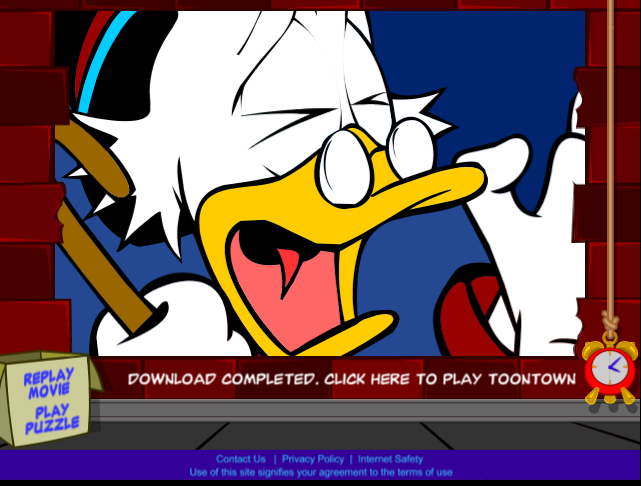 DOWNLOAD COMPLETED. CLICK HERE TO PLAY TOONTOWN
REPLAY
MOVIE
PLAY
PUZZLE
Contact Us | Privacy Policy | Internet Safety
Use of this site signifies your agreement to the terms of use